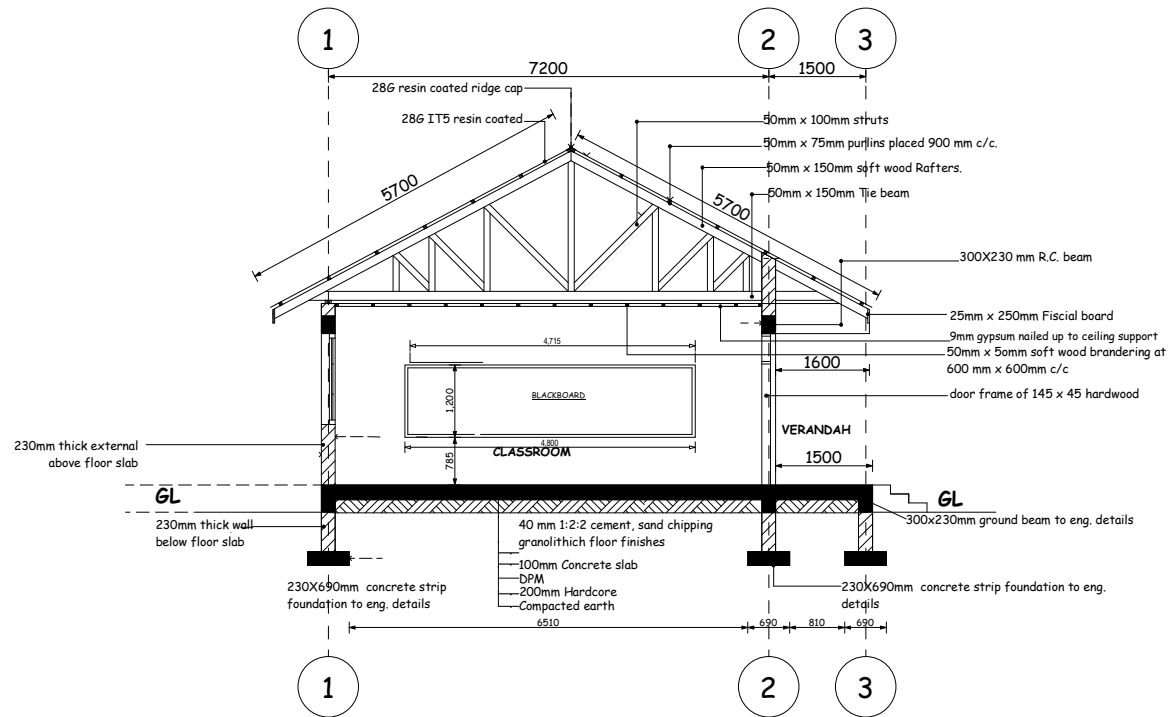 1
2
3
7200
1500
28G resin coated ridge cap
28G IT5 resin coated
50mm x 100mm struts
50mm x 75mm purlins placed 900 mm c/c.
50mm x 150mm soft wood Rafters.
50mm x 150mm Tie beam
5700
5700
300X230 mm R.C. beam
25mm x 250mm Fiscial board
9mm gypsum nailed up to ceiling support
50mm x 5omm soft wood brandering at
600 mm x 600mm c/c
4,715
1600
door frame of 145 x 45 hardwood
BLACKBOARD
1,200
VERANDAH
4,800
CLASSROOM
785
1500
230mm thick external
above floor slab
GL
GL
230mm thick wall
below floor slab
40 mm 1:2:2 cement, sand chipping
granolithich floor finishes
300x230mm ground beam to eng. details
100mm Concrete slab
DPM
200mm Hardcore
Compacted earth
230X690mm concrete strip
foundation to eng. details
230X690mm concrete strip foundation to eng.
details
6510
690
810
690
1
2
3